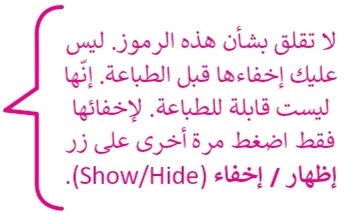 لا تقلق بشأن هذه الرموز. ليس
عليك إخفاءها قبل الطباعة. إنّها
ليست قابلة للطباعة. لإخفائها
فقط اضغط مرة أخرى على زر
إظهار / إخفاء (Show/Hide).